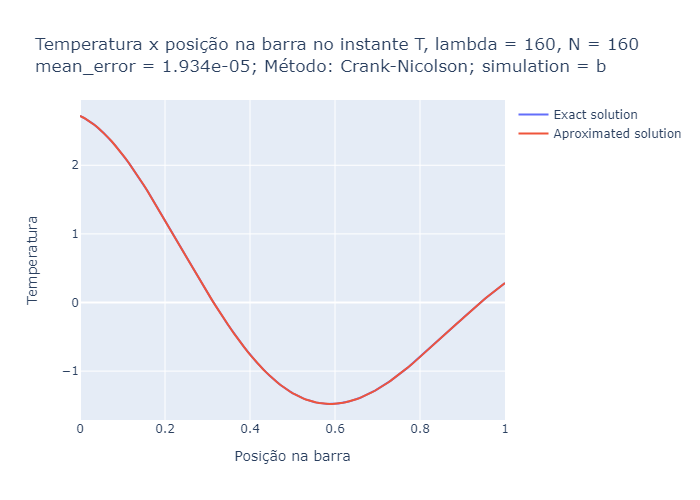 Temperatura x posição na barra no instante T, lambda = 160, N = 160
mean_error = 1.934e-05; Método: Crank-Nicolson; simulation = b
Exact solution
Aproximated solution
Temperatura
2
1
0
−1
0
0.2
0.4
0.6
0.8
1
Posição na barra